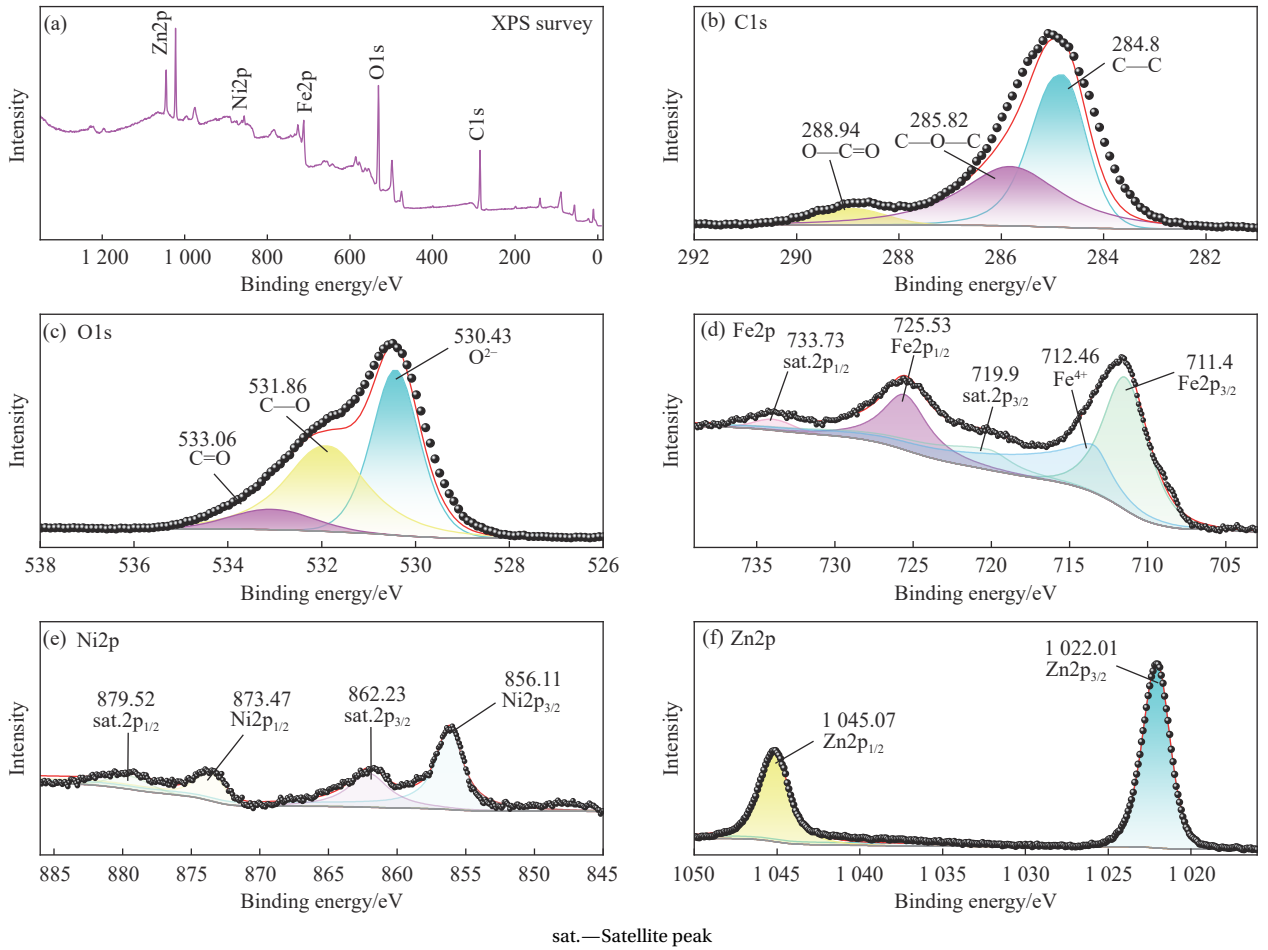 (a)
XPS survey
Zn2p
Ni2p
Fe2p
O1s
C1s
Intensity
1 200
1 000
800
600
400
200
0
Binding energy/eV
(b) C1s
284.8
C—C
285.82
C—O—C
288.94
O—C=O
Intensity
292
290
288
286
284
282
Binding energy/eV
(c) O1s
530.43
O²⁻
531.86
C—O
533.06
C=O
Intensity
538
536
534
532
530
528
526
Binding energy/eV
(d) Fe2p
733.73
sat.2p₁/₂
725.53
Fe2p₁/₂
719.9
sat.2p₃/₂
712.46
Fe⁴⁺
711.4
Fe2p₃/₂
Intensity
735
730
725
720
715
710
705
Binding energy/eV
(e) Ni2p
879.52
sat.2p₁/₂
873.47
Ni2p₁/₂
862.23
sat.2p₃/₂
856.11
Ni2p₃/₂
Intensity
885
880
875
870
865
860
855
850
845
Binding energy/eV
(f) Zn2p
1 022.01
Zn2p₃/₂
1 045.07
Zn2p₁/₂
Intensity
1050
1 045
1 040
1 035
1 030
1 025
1 020
Binding energy/eV
sat.—Satellite peak